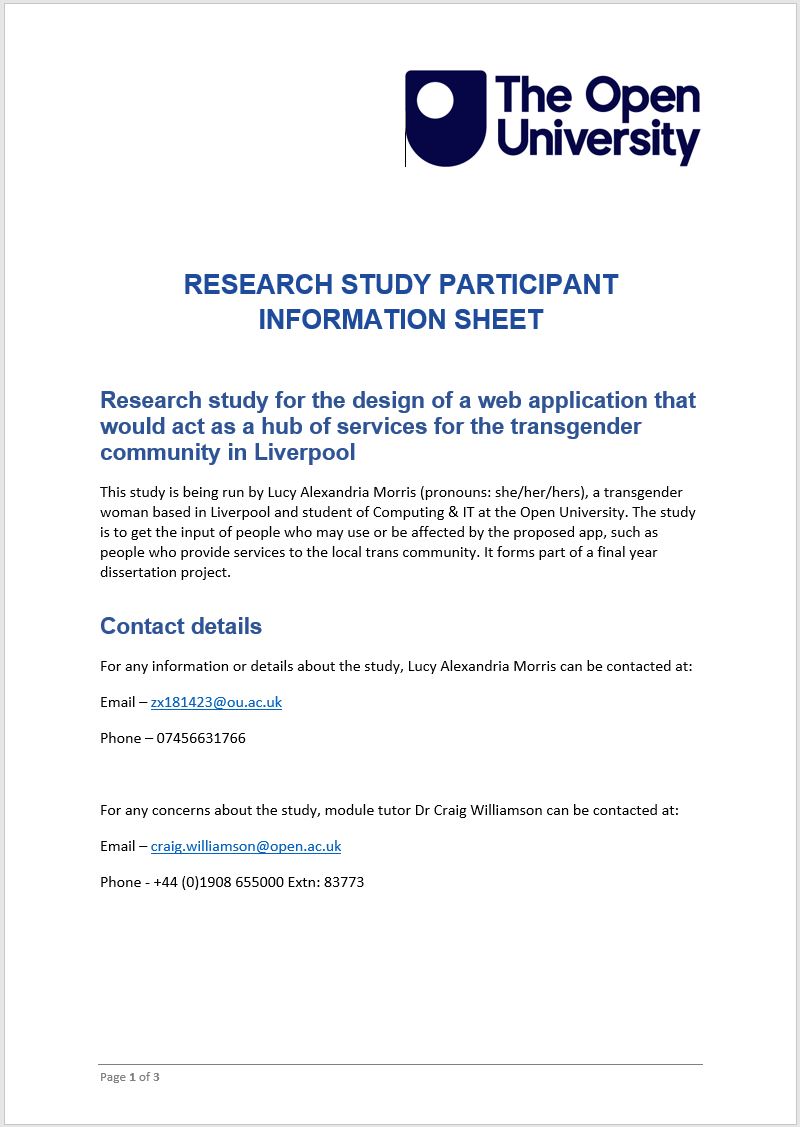 The Open
University
RESEARCH STUDY PARTICIPANT
INFORMATION SHEET
Research study for the design of a web application that
would act as a hub of services for the transgender
community in Liverpool
This study is being run by Lucy Alexandria Morris (pronouns: she/her/hers), a transgender
woman based in Liverpool and student of Computing & IT at the Open University. The study
is to get the input of people who may use or be affected by the proposed app, such as
people who provide services to the local trans community. It forms part of a final year
dissertation project.
Contact details
For any information or details about the study, Lucy Alexandria Morris can be contacted at:
Email – zx181423@ou.ac.uk
Phone – 07456631766
For any concerns about the study, module tutor Dr Craig Williamson can be contacted at:
Email – craig.williamson@open.ac.uk
Phone - +44 (0)1908 655000 Extn: 83773
Page 1 of 3